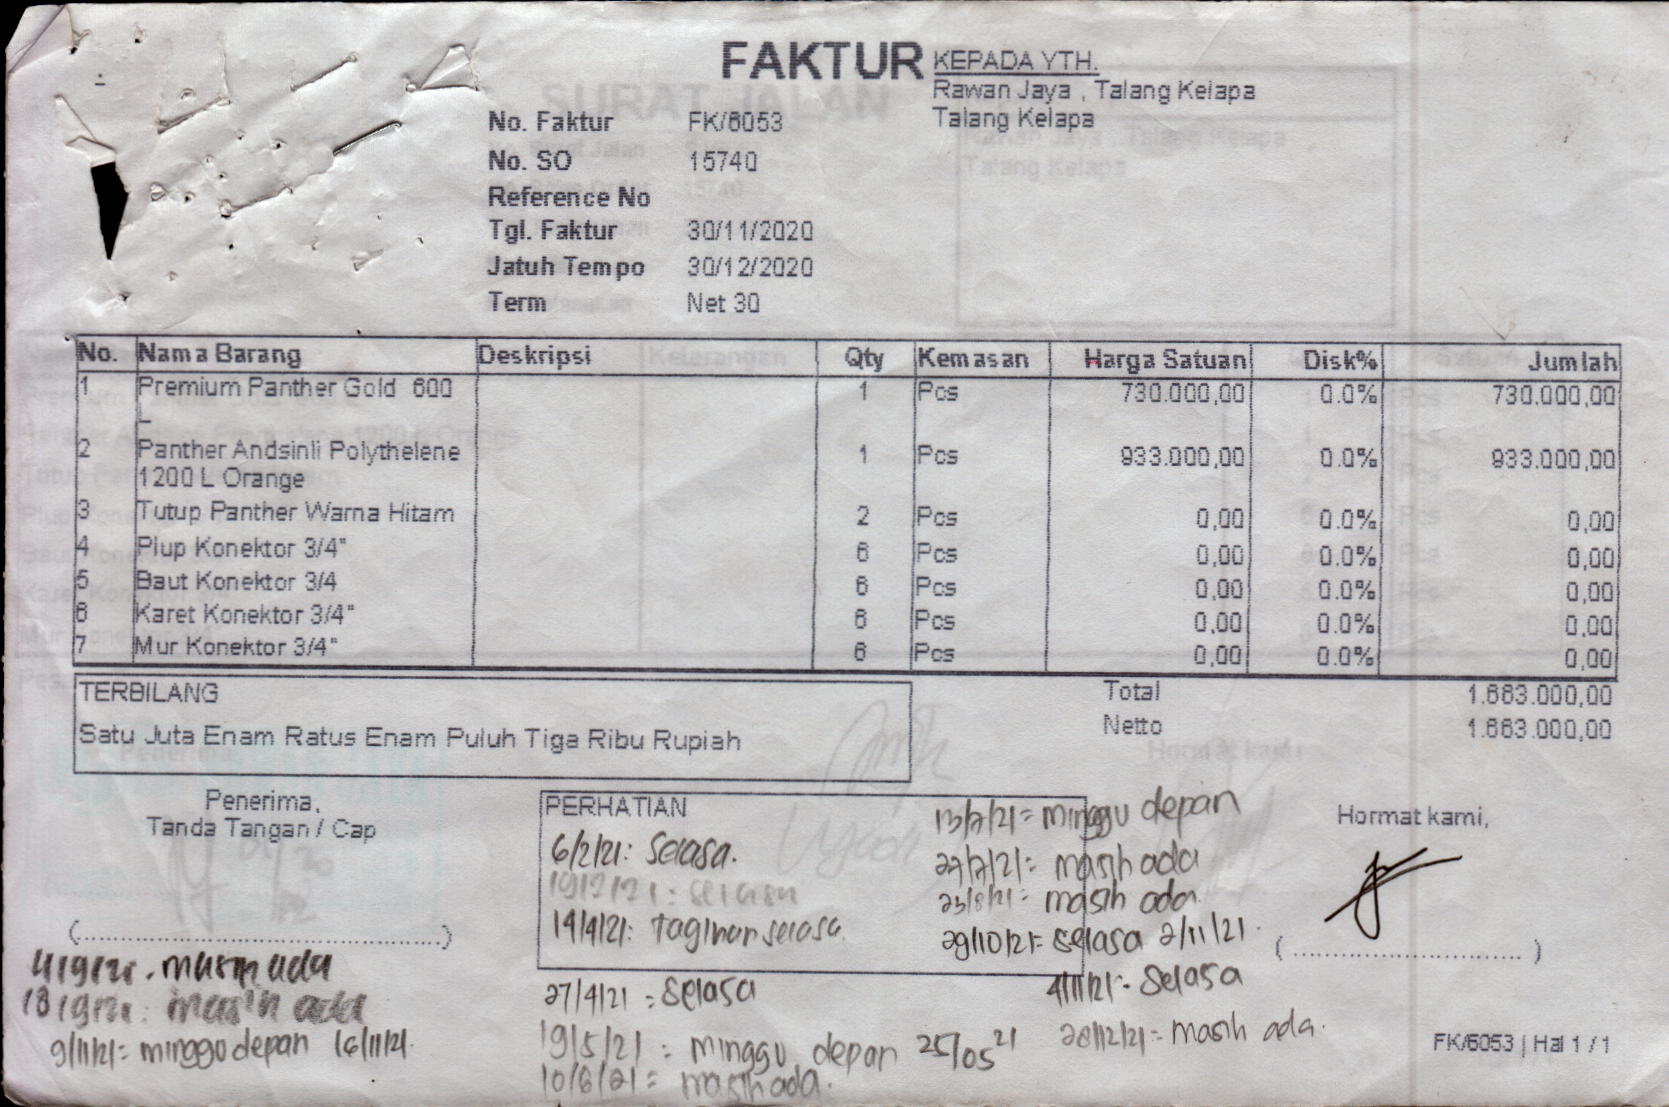 FAKTUR
KEPADA YTH.
Rawan Jaya , Talang Kelapa
Talang Kelapa
No. Faktur FK/6053
No. SO 15740
Reference No
Tgl. Faktur 30/11/2020
Jatuh Tempo 30/12/2020
Term Net 30
SURAT JALAN
No. Nama Barang Deskripsi Qty Kemasan Harga Satuan Disk% Jumlah
1 Premium Panther Gold 600 1 Pcs 730.000,00 0.0% 730.000,00
L
2 Panther Andsinli Polythelene 1 Pcs 933.000,00 0.0% 933.000,00
1200 L Orange
3 Tutup Panther Warna Hitam 2 Pcs 0,00 0.0% 0,00
4 Plup Konektor 3/4" 6 Pcs 0,00 0.0% 0,00
5 Baut Konektor 3/4 6 Pcs 0,00 0.0% 0,00
6 Karet Konektor 3/4" 6 Pcs 0,00 0.0% 0,00
7 Mur Konektor 3/4" 6 Pcs 0,00 0.0% 0,00
Total 1.663.000,00
Netto 1.663.000,00
TERBILANG
Satu Juta Enam Ratus Enam Puluh Tiga Ribu Rupiah
Penerima,
Tanda Tangan / Cap
(..............................................)
PERHATIAN
6/2/21: Selasa.
19/2/21: selasa
14/4/21: selasa.
27/4/21 = selasa
19/5/21 = minggu depan 25/05 21
10/6/21 = masih ada.
13/7/21= minggu depan
27/7/21= masih ada
23/8/21= masih ada.
29/10/21= selasa 2/11/21.
4/11/21- selasa
28/12/21= masih ada.
4/9/21. masih ada
18/9/21: masih ada
9/11/21= minggu depan 16/11/21.
Hormat kami,
(................................)
FK/6053 | Hal 1 / 1